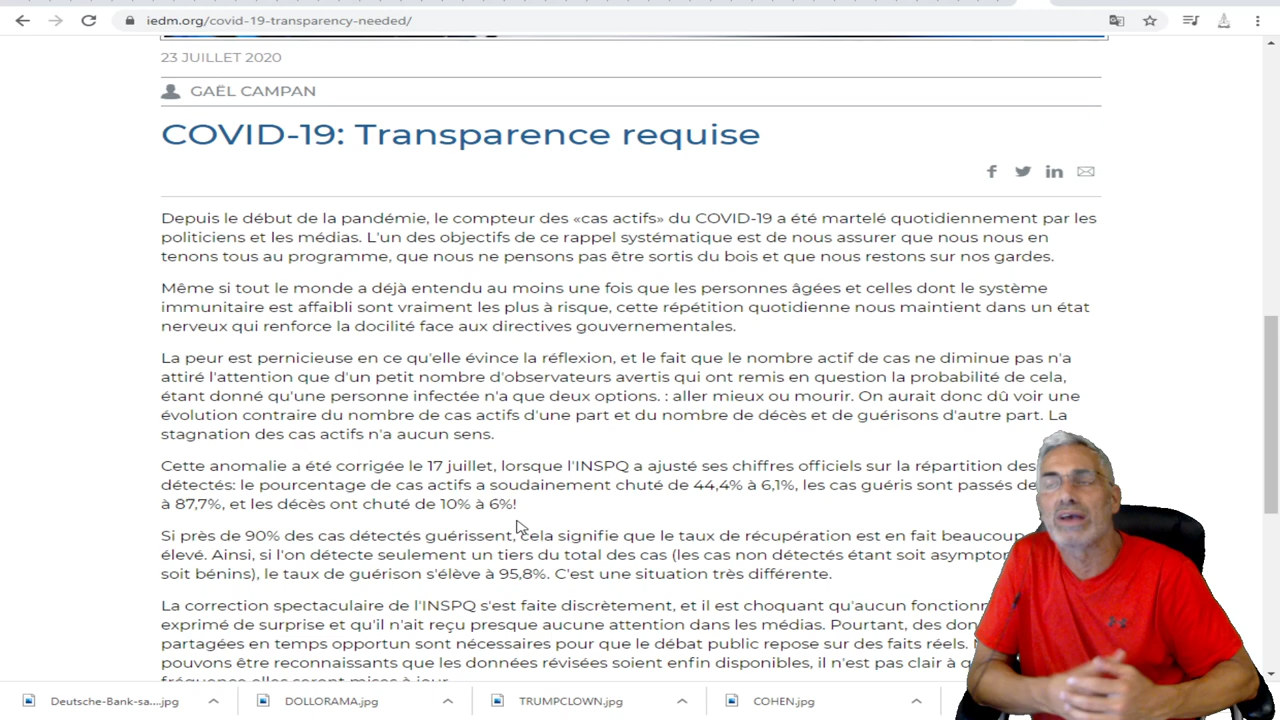 iedm.org/covid-19-transparency-needed/
23 JUILLET 2020
GAËL CAMPAN
COVID-19: Transparence requise
Depuis le début de la pandémie, le compteur des «cas actifs» du COVID-19 a été martelé quotidiennement par les
politiciens et les médias. L'un des objectifs de ce rappel systématique est de nous assurer que nous nous en
tenons tous au programme, que nous ne pensons pas être sortis du bois et que nous restons sur nos gardes.
Même si tout le monde a déjà entendu au moins une fois que les personnes âgées et celles dont le système
immunitaire est affaibli sont vraiment les plus à risque, cette répétition quotidienne nous maintient dans un état
nerveux qui renforce la docilité face aux directives gouvernementales.
La peur est pernicieuse en ce qu'elle évince la réflexion, et le fait que le nombre actif de cas ne diminue pas n'a
attiré l'attention que d'un petit nombre d'observateurs avertis qui ont remis en question la probabilité de cela,
étant donné qu'une personne infectée n'a que deux options. : aller mieux ou mourir. On aurait donc dû voir une
évolution contraire du nombre de cas actifs d'une part et du nombre de décès et de guérisons d'autre part. La
stagnation des cas actifs n'a aucun sens.
Cette anomalie a été corrigée le 17 juillet, lorsque l'INSPQ a ajusté ses chiffres officiels sur la répartition des
détectés: le pourcentage de cas actifs a soudainement chuté de 44,4% à 6,1%, les cas guéris sont passés de
à 87,7%, et les décès ont chuté de 10% à 6%!
Si près de 90% des cas détectés guérissent, cela signifie que le taux de récupération est en fait beaucoup
élevé. Ainsi, si l'on détecte seulement un tiers du total des cas (les cas non détectés étant soit
soit bénins), le taux de guérison s'élève à 95,8%. C'est une situation très différente.
La correction spectaculaire de l'INSPQ s'est faite discrètement, et il est choquant qu'aucun
exprimé de surprise et qu'il n'ait reçu presque aucune attention dans les médias. Pourtant, des
partagées en temps opportun sont nécessaires pour que le débat public repose sur des faits réels.
pouvons être reconnaissants que les données révisées soient enfin disponibles, il n'est pas clair à
fréquence elles seront mises à jour.
Deutsche-Bank-sa....jpg
DOLLORAMA.jpg
TRUMPCLOWN.jpg
COHEN.jpg